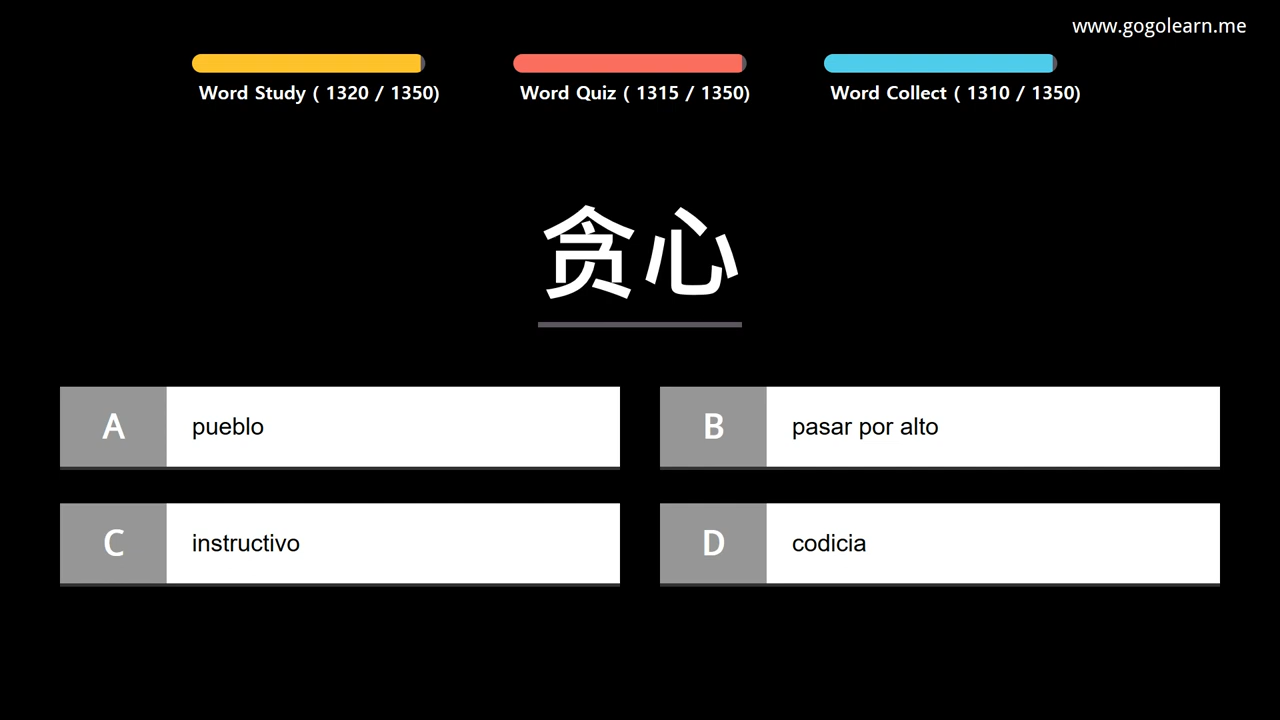 www.gogolearn.me
Word Study ( 1320 / 1350)
Word Quiz ( 1315 / 1350)
Word Collect ( 1310 / 1350)
贪心
A pueblo
B pasar por alto
C instructivo
D codicia